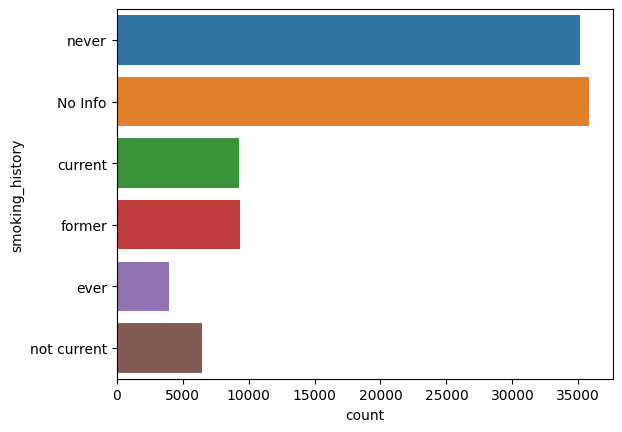 never
No Info
current
former
ever
not current
smoking_history
0 5000 10000 15000 20000 25000 30000 35000
count